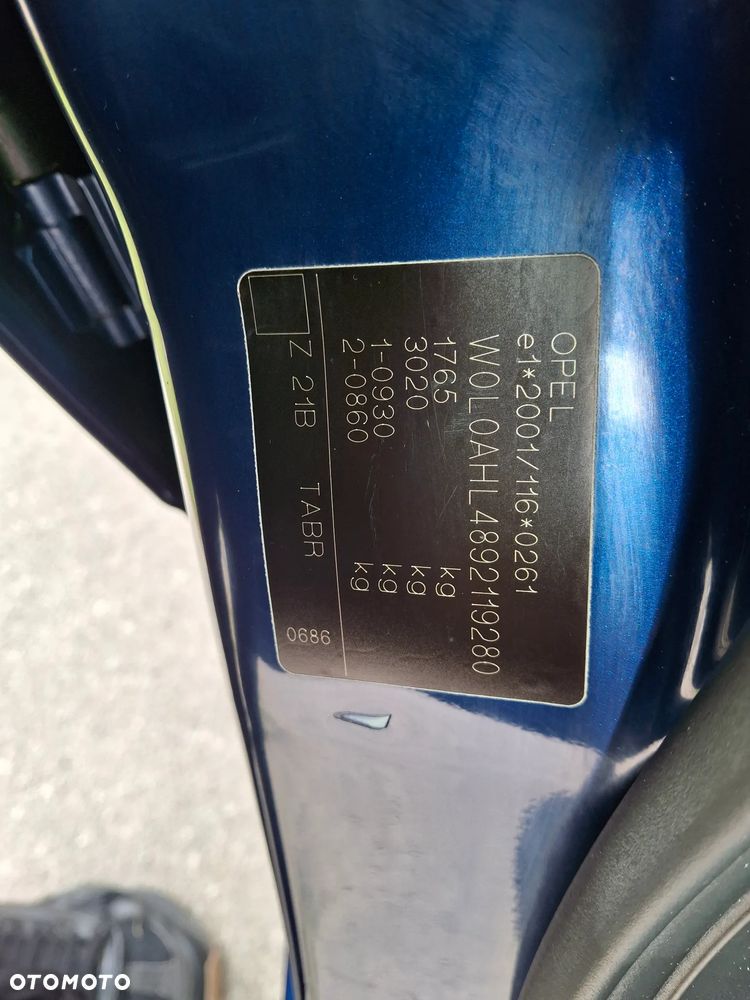 OPEL
e1*2001/116*0261
W0L0AHL4892119280
1765 kg
3020 kg
1-0930 kg
2-0860 kg
Z 21B TABR 0686
OTOMOTO